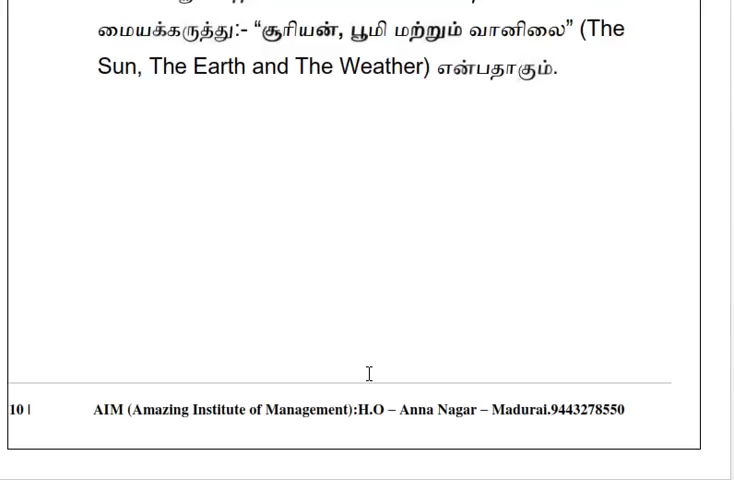 மையக்கருத்து:- “சூரியன், பூமி மற்றும் வானிலை” (The
Sun, The Earth and The Weather) என்பதாகும்.
10 | AIM (Amazing Institute of Management):H.O – Anna Nagar – Madurai.9443278550